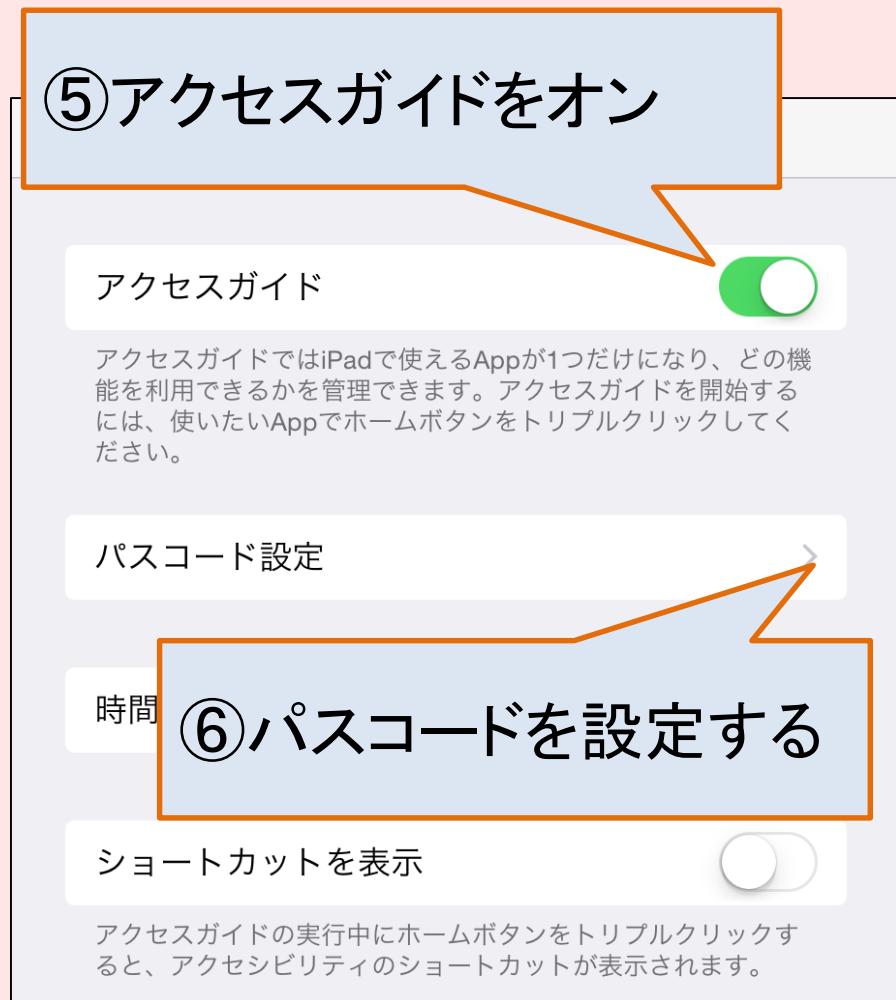 ⑤アクセスガイドをオン
アクセスガイド
アクセスガイドではiPadで使えるAppが1つだけになり、どの機
能を利用できるかを管理できます。アクセスガイドを開始する
には、使いたいAppでホームボタンをトリプルクリックしてく
ださい。
パスコード設定
時間
⑥パスコードを設定する
ショートカットを表示
アクセスガイドの実行中にホームボタンをトリプルクリックす
ると、アクセシビリティのショートカットが表示されます。